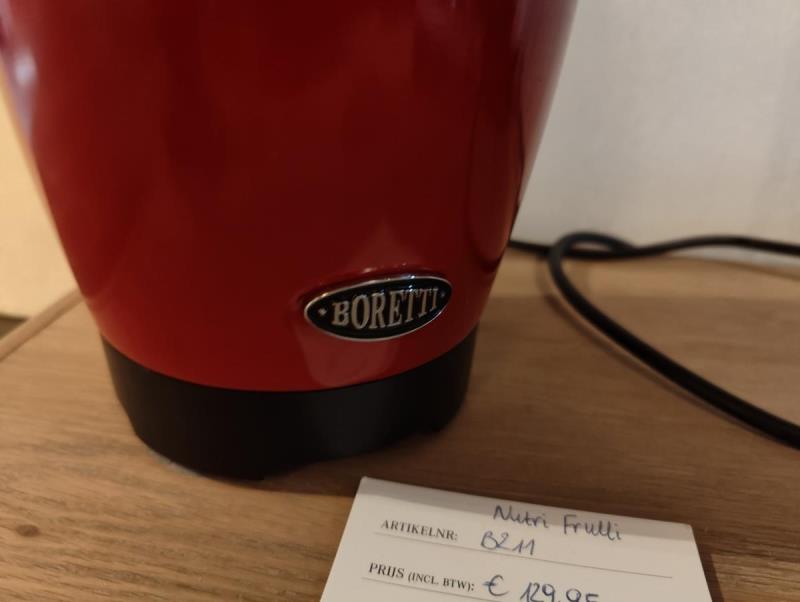 BORETTI
Nutri Frulli
ARTIKELNR: B211
PRIJS (INCL. BTW): € 129,95